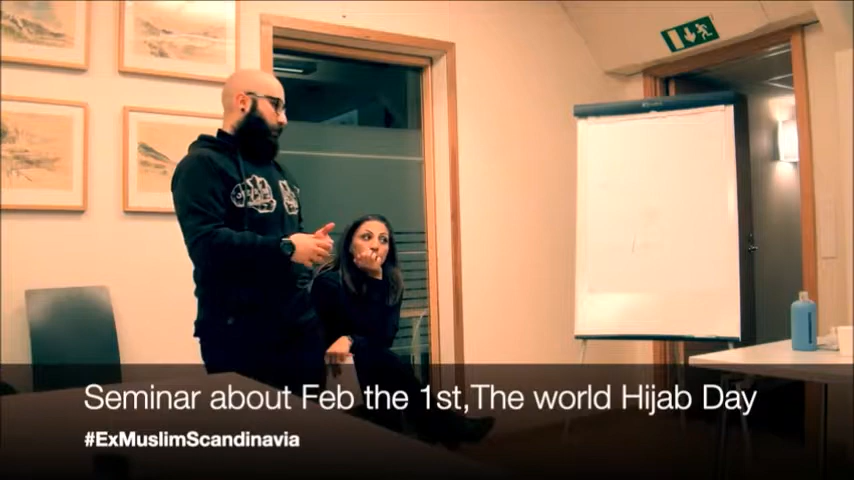 Seminar about Feb the 1st,The world Hijab Day
#ExMuslimScandinavia